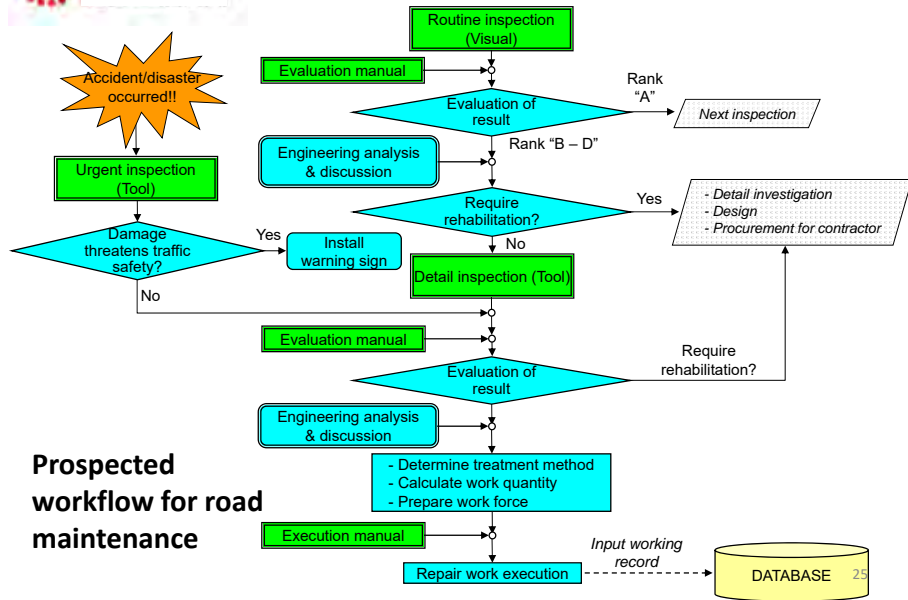 Routine inspection
(Visual)
Accident/disaster
occurred!!
Evaluation manual
Rank
“A”
Evaluation of
result
Next inspection
Rank “B – D”
Engineering analysis
& discussion
Urgent inspection
(Tool)
Require
rehabilitation?
Yes
- Detail investigation
- Design
- Procurement for contractor
Damage
threatens traffic
safety?
Yes
Install
warning sign
No
Detail inspection (Tool)
No
Evaluation manual
Require
rehabilitation?
Evaluation of
result
Engineering analysis
& discussion
Prospected
workflow for road
maintenance
- Determine treatment method
- Calculate work quantity
- Prepare work force
Execution manual
Input working
record
Repair work execution
DATABASE
25